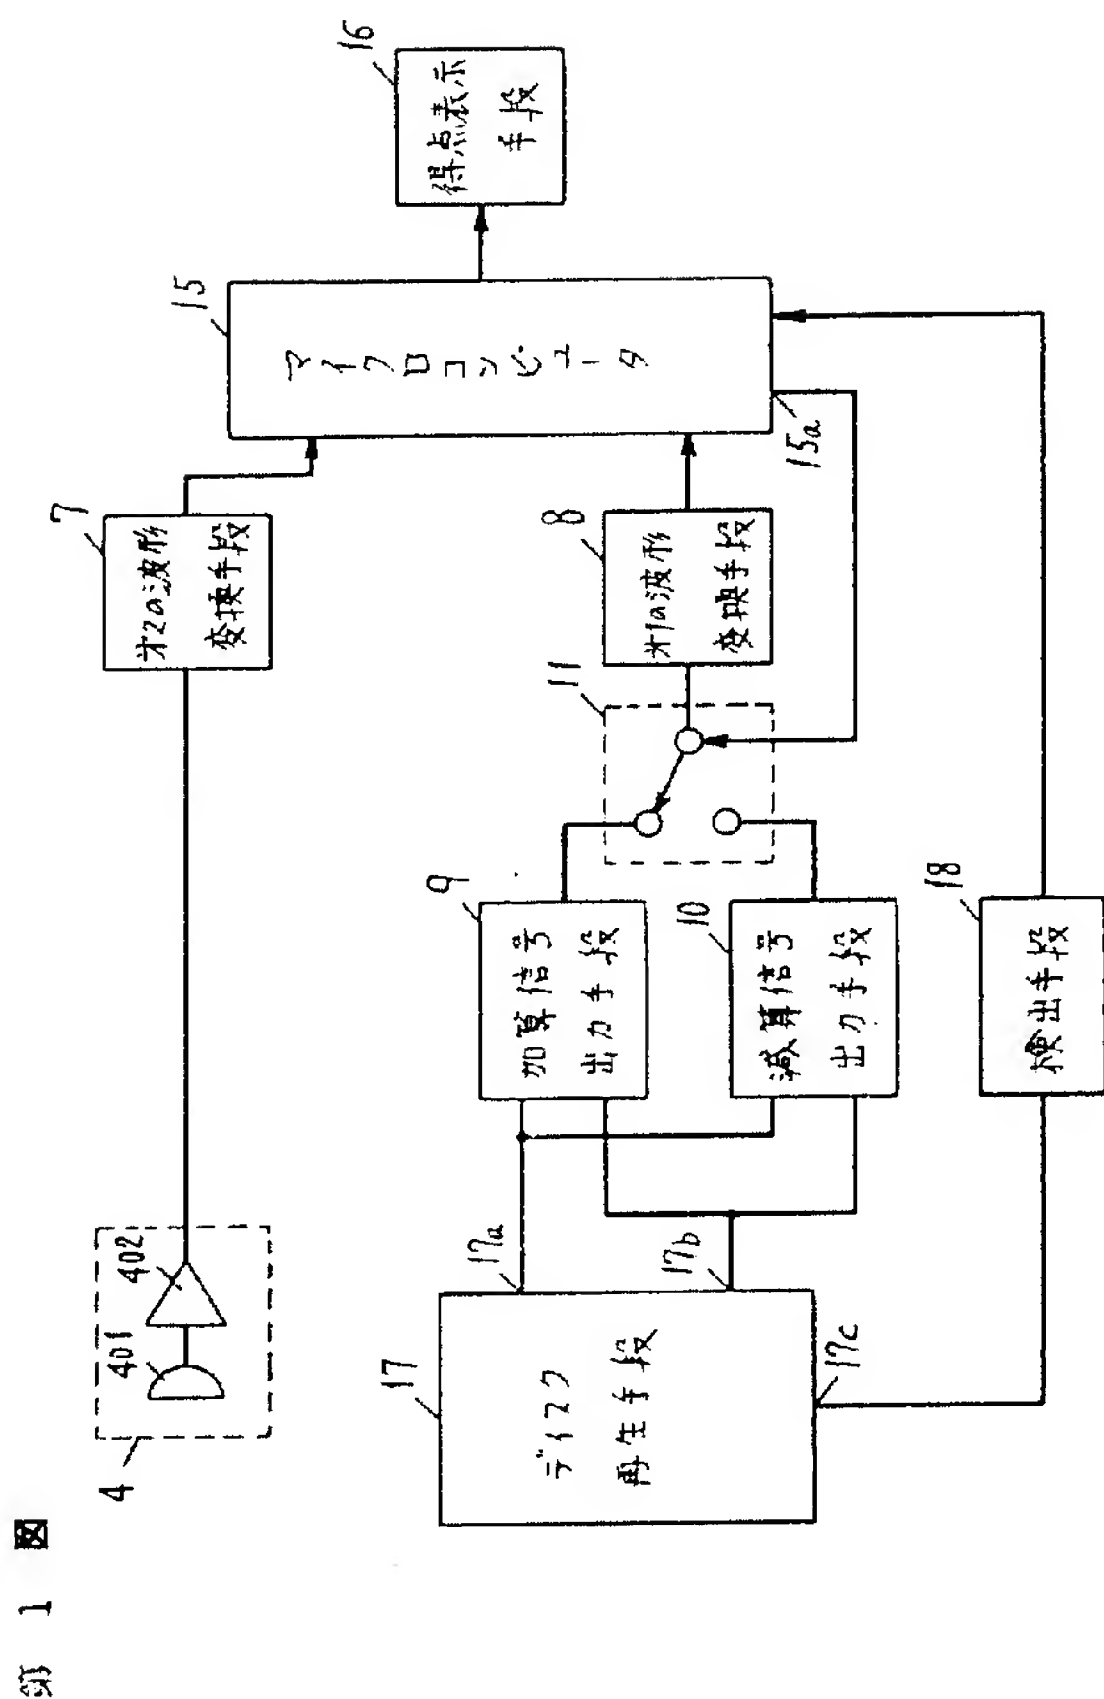 第 1 図
4
401
402
7
才2の波形
変換手段
15
マイクロコンピュータ
16
得点表示
手段
17
ディスク
再生手段
17a
17b
17c
9
加算信号
出力手段
10
減算信号
出力手段
11
8
才1の波形
変換手段
15a
18
検出手段